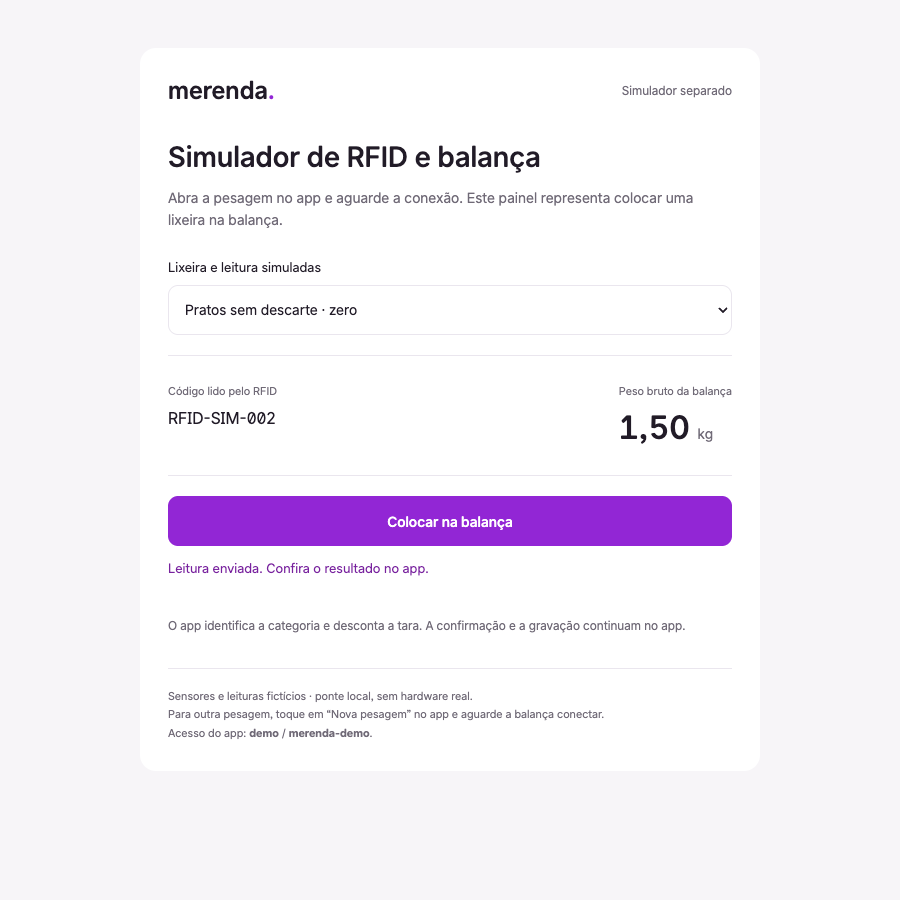 merenda.
Simulador separado
Simulador de RFID e balança
Abra a pesagem no app e aguarde a conexão. Este painel representa colocar uma
lixeira na balança.
Lixeira e leitura simuladas
Pratos sem descarte · zero
Código lido pelo RFID
RFID-SIM-002
Peso bruto da balança
1,50 kg
Colocar na balança
Leitura enviada. Confira o resultado no app.
O app identifica a categoria e desconta a tara. A confirmação e a gravação continuam no app.
Sensores e leituras fictícios · ponte local, sem hardware real.
Para outra pesagem, toque em “Nova pesagem” no app e aguarde a balança conectar.
Acesso do app: demo / merenda-demo.